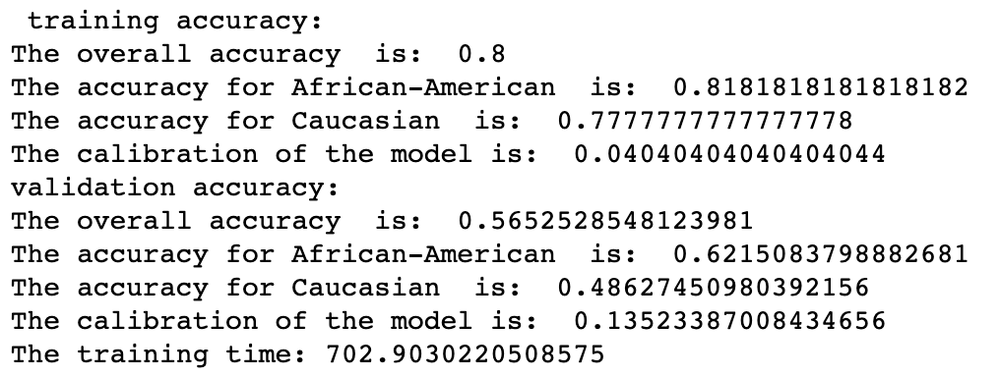 training accuracy:
The overall accuracy  is:  0.8
The accuracy for African-American  is:  0.8181818181818182
The accuracy for Caucasian  is:  0.7777777777777778
The calibration of the model is:  0.04040404040404044
validation accuracy:
The overall accuracy  is:  0.5652528548123981
The accuracy for African-American  is:  0.6215083798882681
The accuracy for Caucasian  is:  0.48627450980392156
The calibration of the model is:  0.13523387008434656
The training time: 702.9030220508575